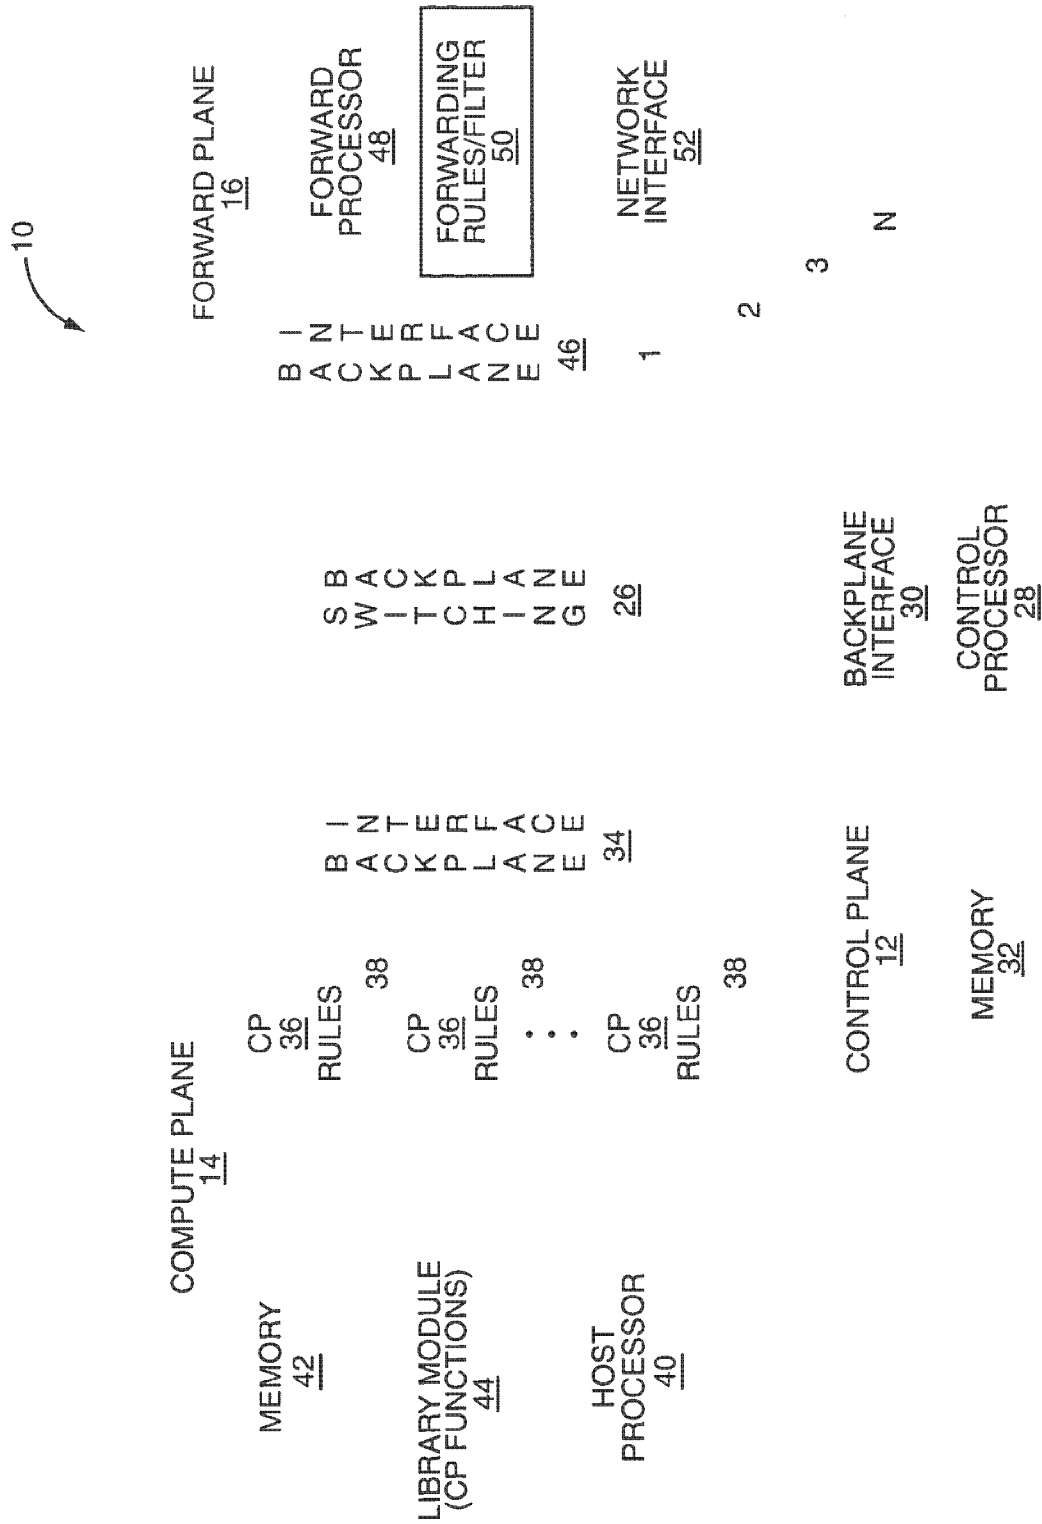 10
COMPUTE PLANE
14
MEMORY
42
LIBRARY MODULE
(CP FUNCTIONS)
44
HOST
PROCESSOR
40
CP
36
RULES
38
CP
36
RULES
38
CP
36
RULES
38
BACKPLANE
INTERFACE
34
SWITCHING
BACKPLANE
26
FORWARD PLANE
16
BACKPLANE
INTERFACE
46
FORWARD
PROCESSOR
48
FORWARDING
RULES/FILTER
50
NETWORK
INTERFACE
52
1
2
3
N
CONTROL PLANE
12
MEMORY
32
BACKPLANE
INTERFACE
30
CONTROL
PROCESSOR
28